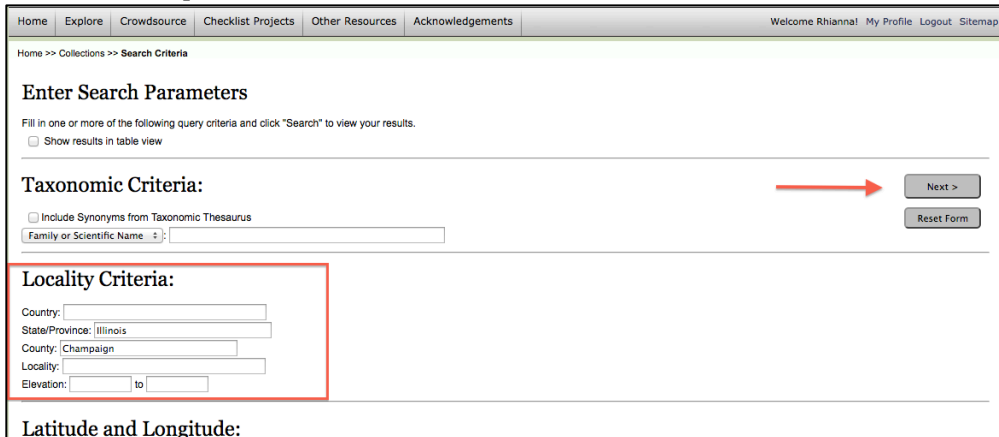 Home Explore Crowdsource Checklist Projects Other Resources Acknowledgements Welcome Rhianna! My Profile Logout Sitemap
Home >> Collections >> Search Criteria
Enter Search Parameters
Fill in one or more of the following query criteria and click "Search" to view your results.
Show results in table view
Taxonomic Criteria:
Next >
Include Synonyms from Taxonomic Thesaurus
Reset Form
Family or Scientific Name :
Locality Criteria:
Country:
State/Province: Illinois
County: Champaign
Locality:
Elevation: to
Latitude and Longitude: